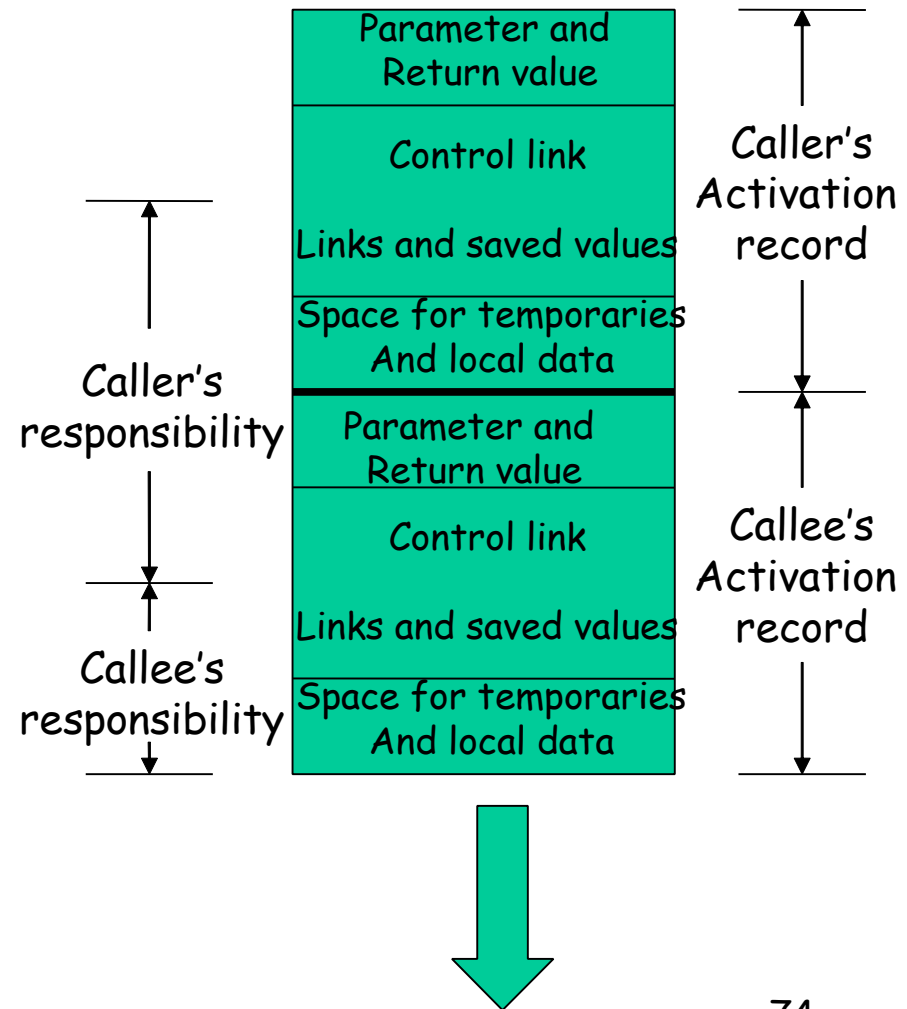 Parameter and
Return value
Control link
Links and saved values
Space for temporaries
And local data
Parameter and
Return value
Control link
Links and saved values
Space for temporaries
And local data
Caller's
responsibility
Callee's
responsibility
Caller's
Activation
record
Callee's
Activation
record